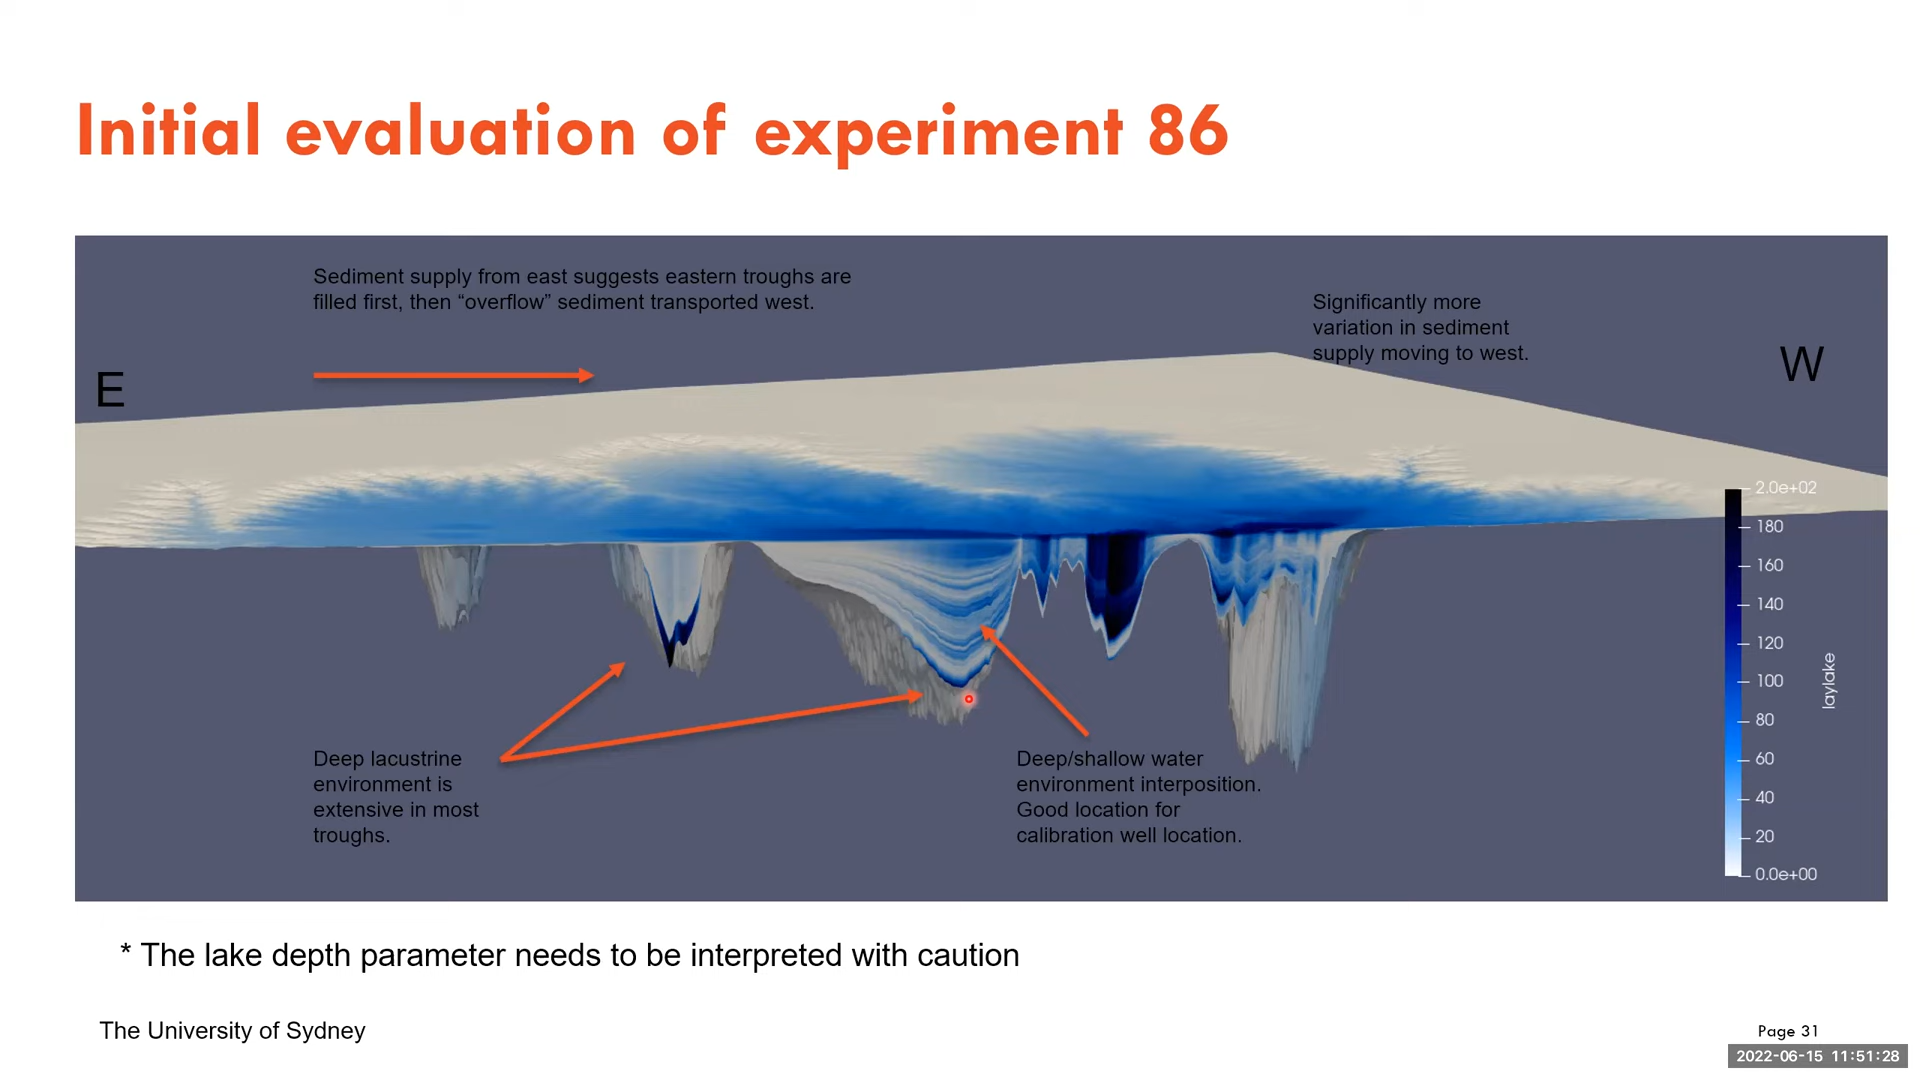 Initial evaluation of experiment 86
Sediment supply from east suggests eastern troughs are
filled first, then “overflow” sediment transported west.
Significantly more
variation in sediment
supply moving to west.
E
W
2.0e+02
180
160
140
120
100
80
60
40
20
0.0e+00
laylake
Deep lacustrine
environment is
extensive in most
troughs.
Deep/shallow water
environment interposition.
Good location for
calibration well location.
* The lake depth parameter needs to be interpreted with caution
The University of Sydney
Page 31
2022-06-15 11:51:28